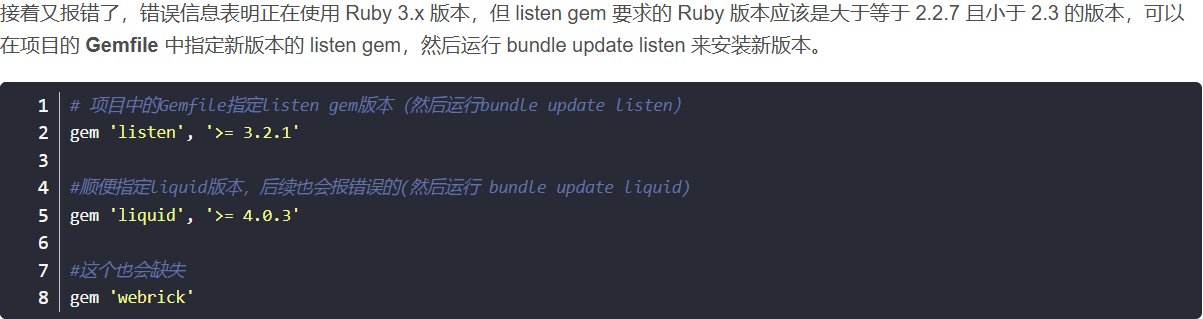 接着又报错了，错误信息表明正在使用 Ruby 3.x 版本，但 listen gem 要求的 Ruby 版本应该是大于等于 2.2.7 且小于 2.3 的版本，可以
在项目的 Gemfile 中指定新版本的 listen gem，然后运行 bundle update listen 来安装新版本。
1 # 项目中的Gemfile指定listen gem版本（然后运行bundle update listen）
2 gem 'listen', '>= 3.2.1'
3
4 #顺便指定liquid版本，后续也会报错误的(然后运行 bundle update liquid)
5 gem 'liquid', '>= 4.0.3'
6
7 #这个也会缺失
8 gem 'webrick'